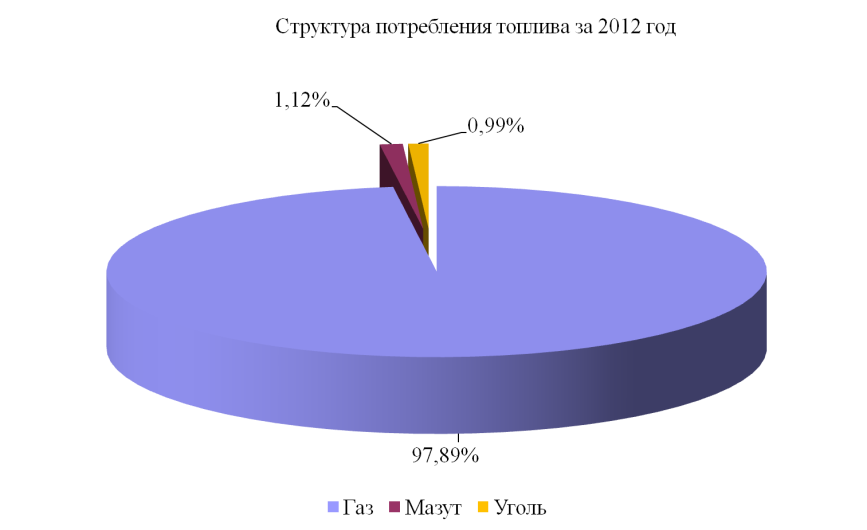 Структура потребления топлива за 2012 год
1,12%
0,99%
97,89%
Газ Мазут Уголь